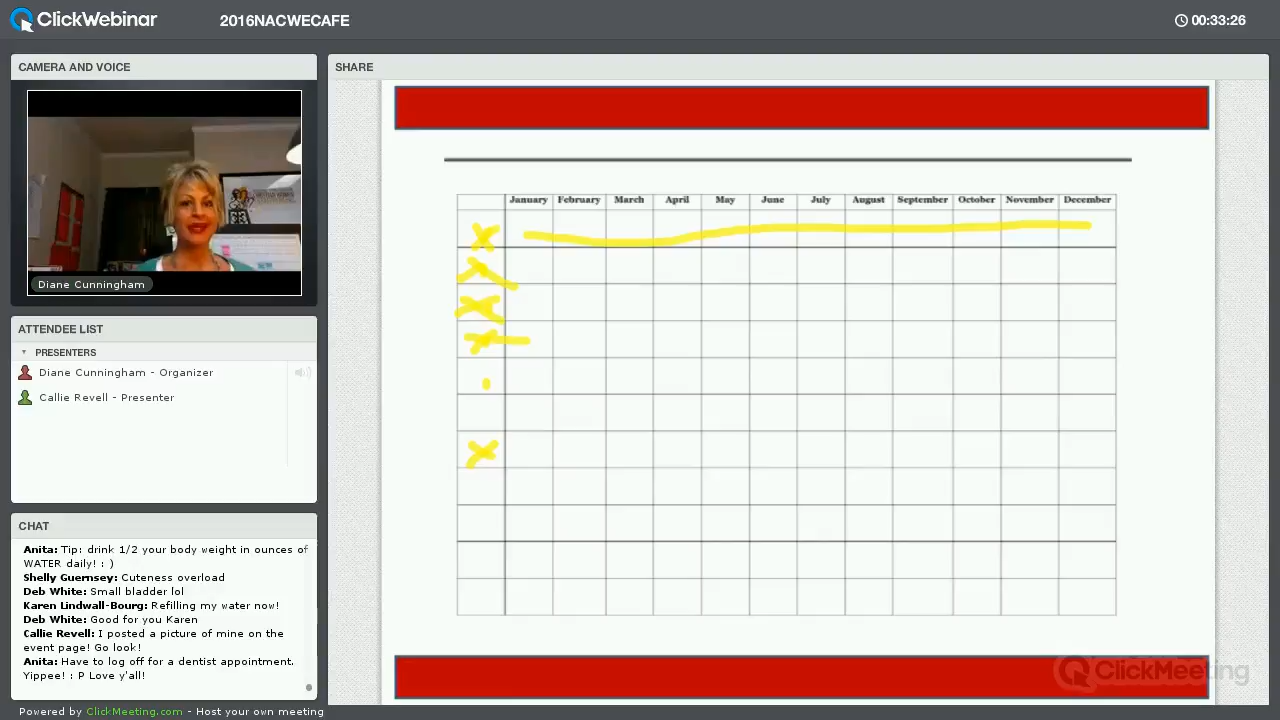 ClickWebinar
2016NACWECAFE
00:33:26
CAMERA AND VOICE
Diane Cunningham
ATTENDEE LIST
PRESENTERS
Diane Cunningham - Organizer
Callie Revell - Presenter
CHAT
Anita: Tip: drink 1/2 your body weight in ounces of
WATER daily! : )
Shelly Guernsey: Cuteness overload
Deb White: Small bladder lol
Karen Lindwall-Bourg: Refilling my water now!
Deb White: Good for you Karen
Callie Revell: I posted a picture of mine on the
event page! Go look!
Anita: Have to log off for a dentist appointment.
Yippee! : P Love y'all!
Powered by ClickMeeting.com - Host your own meeting
SHARE
January February March April May June July August September October November December
ClickMeeting